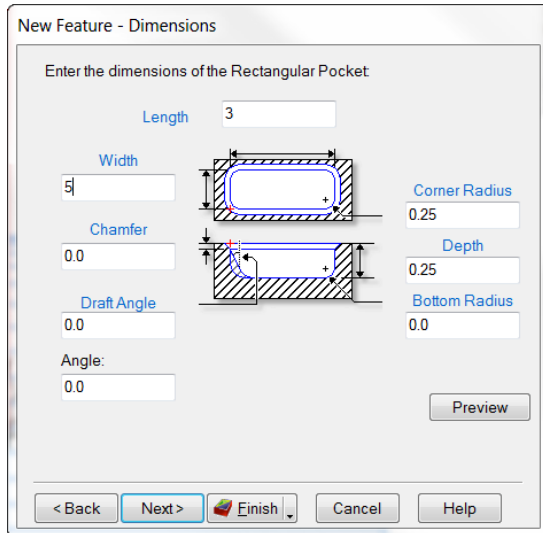 New Feature - Dimensions
Enter the dimensions of the Rectangular Pocket:
Length
3
Width
5
Corner Radius
0.25
Chamfer
0.0
Depth
0.25
Draft Angle
0.0
Bottom Radius
0.0
Angle:
0.0
Preview
< Back
Next >
Finish
Cancel
Help